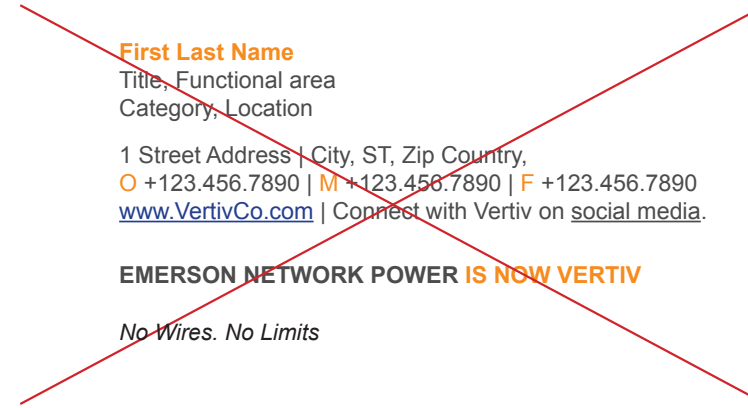 First Last Name
Title, Functional area
Category, Location
1 Street Address | City, ST, Zip Country,
O +123.456.7890 | M +123.456.7890 | F +123.456.7890
www.VertivCo.com | Connect with Vertiv on social media.
EMERSON NETWORK POWER IS NOW VERTIV
No Wires. No Limits